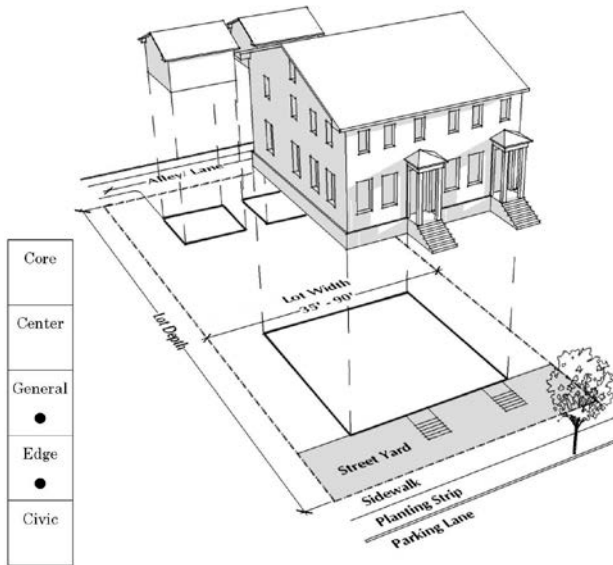 Alley/ Lane
Lot Width
35' - 90'
Lot Depth
Street Yard
Sidewalk
Planting Strip
Parking Lane
Core
Center
General
Edge
Civic